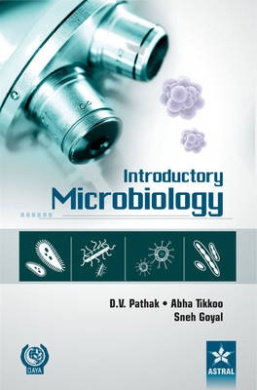 Introductory
Microbiology
D.V. Pathak • Abha Tikkoo
Sneh Goyal
DAYA
ASTRAL